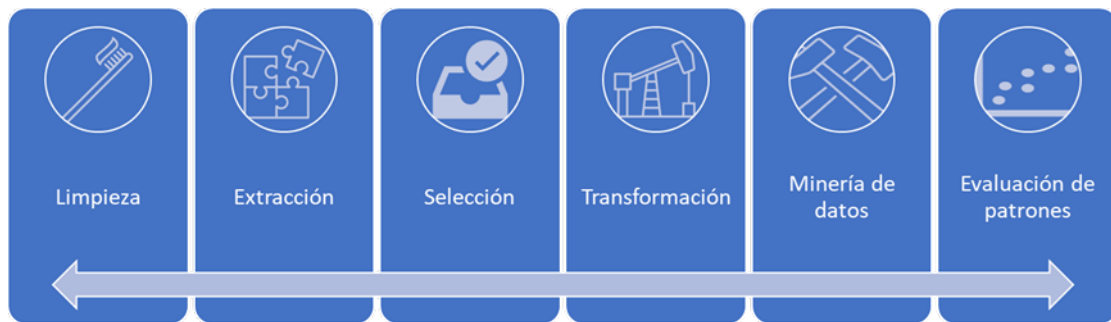 Limpieza
Extracción
Selección
Transformación
Minería de
datos
Evaluación de
patrones